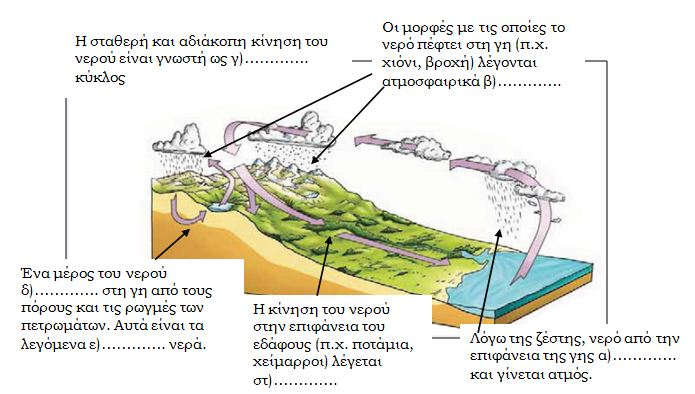 Η σταθερή και αδιάκοπη κίνηση του
νερού είναι γνωστή ως γ)………….
κύκλος
Οι μορφές με τις οποίες το
νερό πέφτει στη γη (π.χ.
χιόνι, βροχή) λέγονται
ατμοσφαιρικά β)………….
Ένα μέρος του νερού
δ)…………. στη γη από τους
πόρους και τις ρωγμές των
πετρωμάτων. Αυτά είναι τα
λεγόμενα ε)…………. νερά.
Η κίνηση του νερού
στην επιφάνεια του
εδάφους (π.χ. ποτάμια,
χείμαρροι) λέγεται
στ)………….
Λόγω της ζέστης, νερό από την
επιφάνεια της γης α)………….
και γίνεται ατμός.